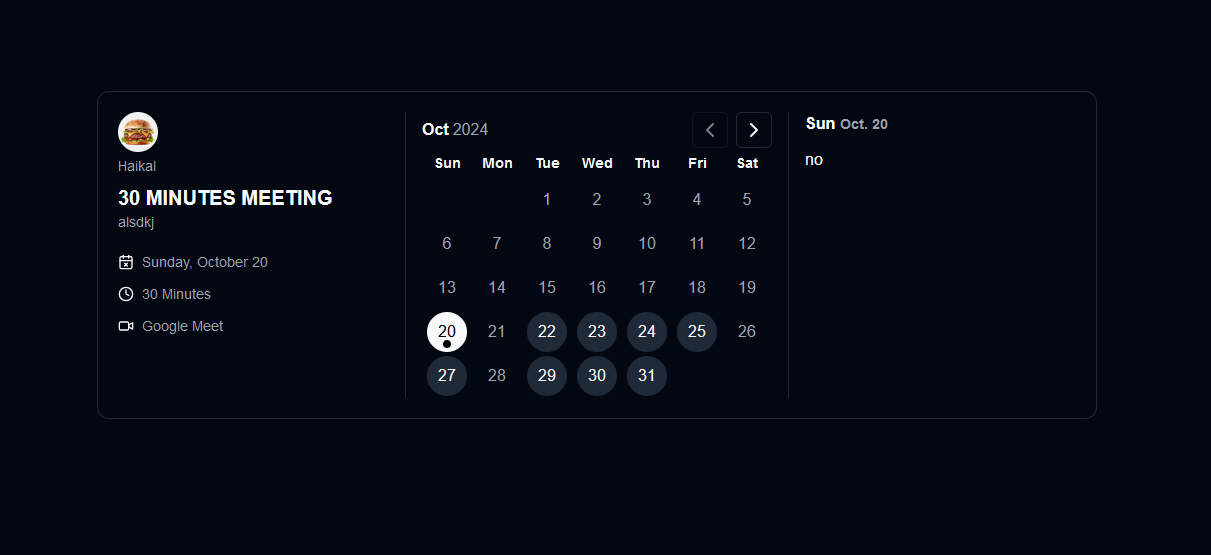 Haikal
30 MINUTES MEETING
alsdkj
Sunday, October 20
30 Minutes
Google Meet
Oct 2024
Sun Mon Tue Wed Thu Fri Sat
1 2 3 4 5
6 7 8 9 10 11 12
13 14 15 16 17 18 19
20 21 22 23 24 25 26
27 28 29 30 31
Sun Oct. 20
no